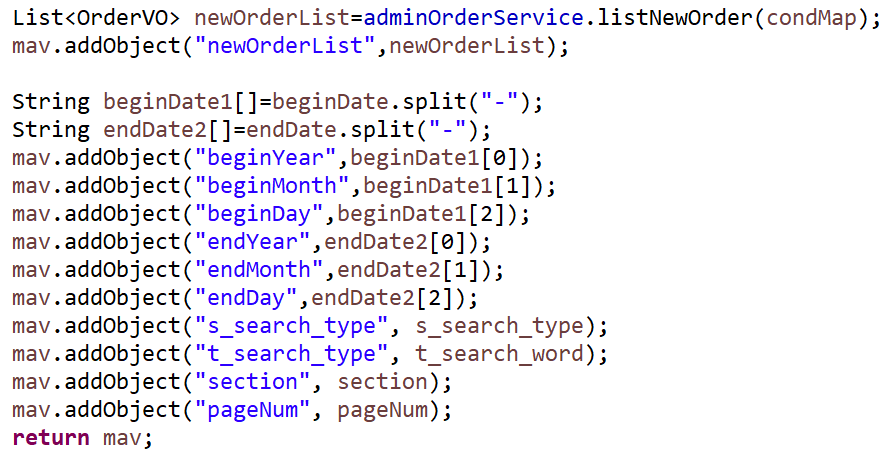 List<OrderVO> newOrderList=adminOrderService.listNewOrder(condMap);
mav.addObject("newOrderList",newOrderList);
String beginDate1[]=beginDate.split("-");
String endDate2[]=endDate.split("-");
mav.addObject("beginYear",beginDate1[0]);
mav.addObject("beginMonth",beginDate1[1]);
mav.addObject("beginDay",beginDate1[2]);
mav.addObject("endYear",endDate2[0]);
mav.addObject("endMonth",endDate2[1]);
mav.addObject("endDay",endDate2[2]);
mav.addObject("s_search_type", s_search_type);
mav.addObject("t_search_type", t_search_word);
mav.addObject("section", section);
mav.addObject("pageNum", pageNum);
return mav;